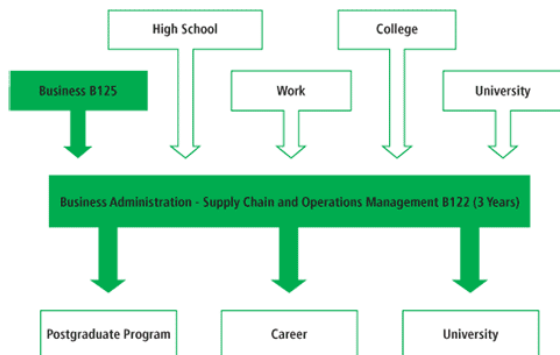 High School
College
Business B125
Work
University
Business Administration - Supply Chain and Operations Management B122 (3 Years)
Postgraduate Program
Career
University